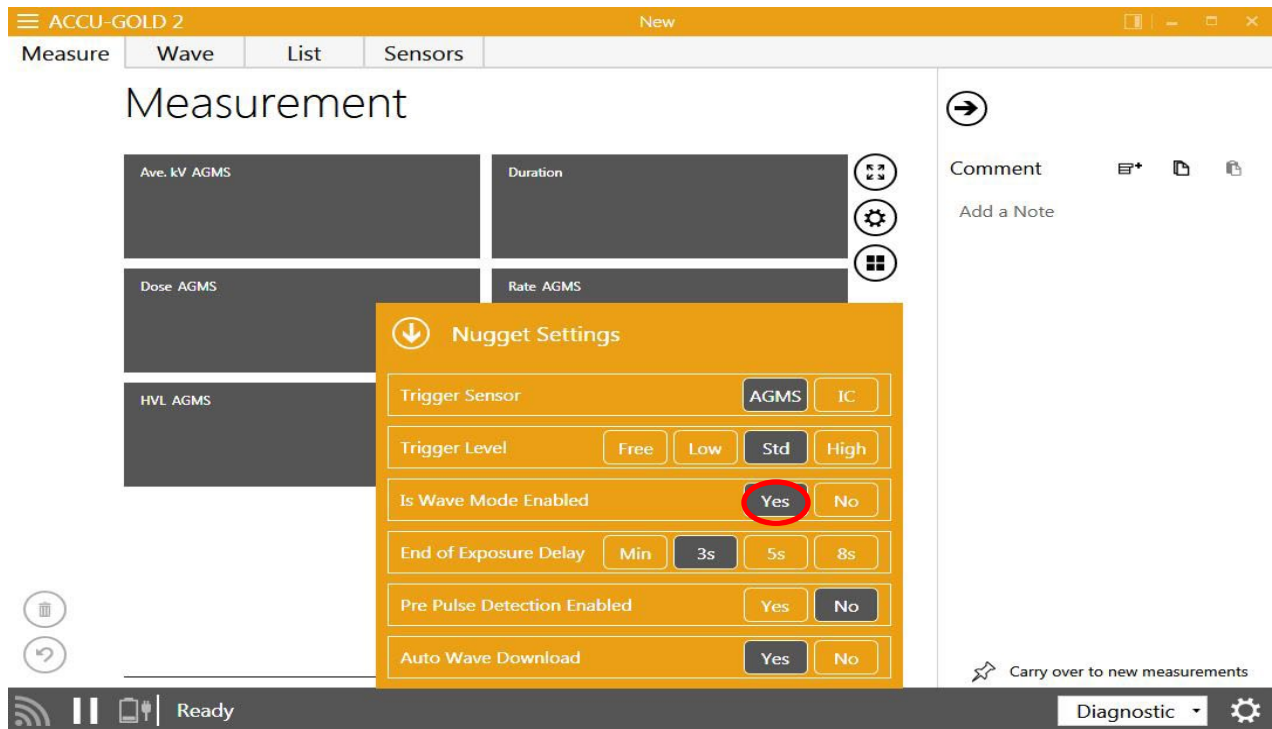 ACCU-GOLD 2
New
Measure Wave List Sensors
Measurement
Ave. kV AGMS
Duration
Dose AGMS
Rate AGMS
HVL AGMS
Nugget Settings
Trigger Sensor AGMS IC
Trigger Level Free Low Std High
Is Wave Mode Enabled Yes No
End of Exposure Delay Min 3s 5s 8s
Pre Pulse Detection Enabled Yes No
Auto Wave Download Yes No
Comment
Add a Note
Carry over to new measurements
Ready
Diagnostic